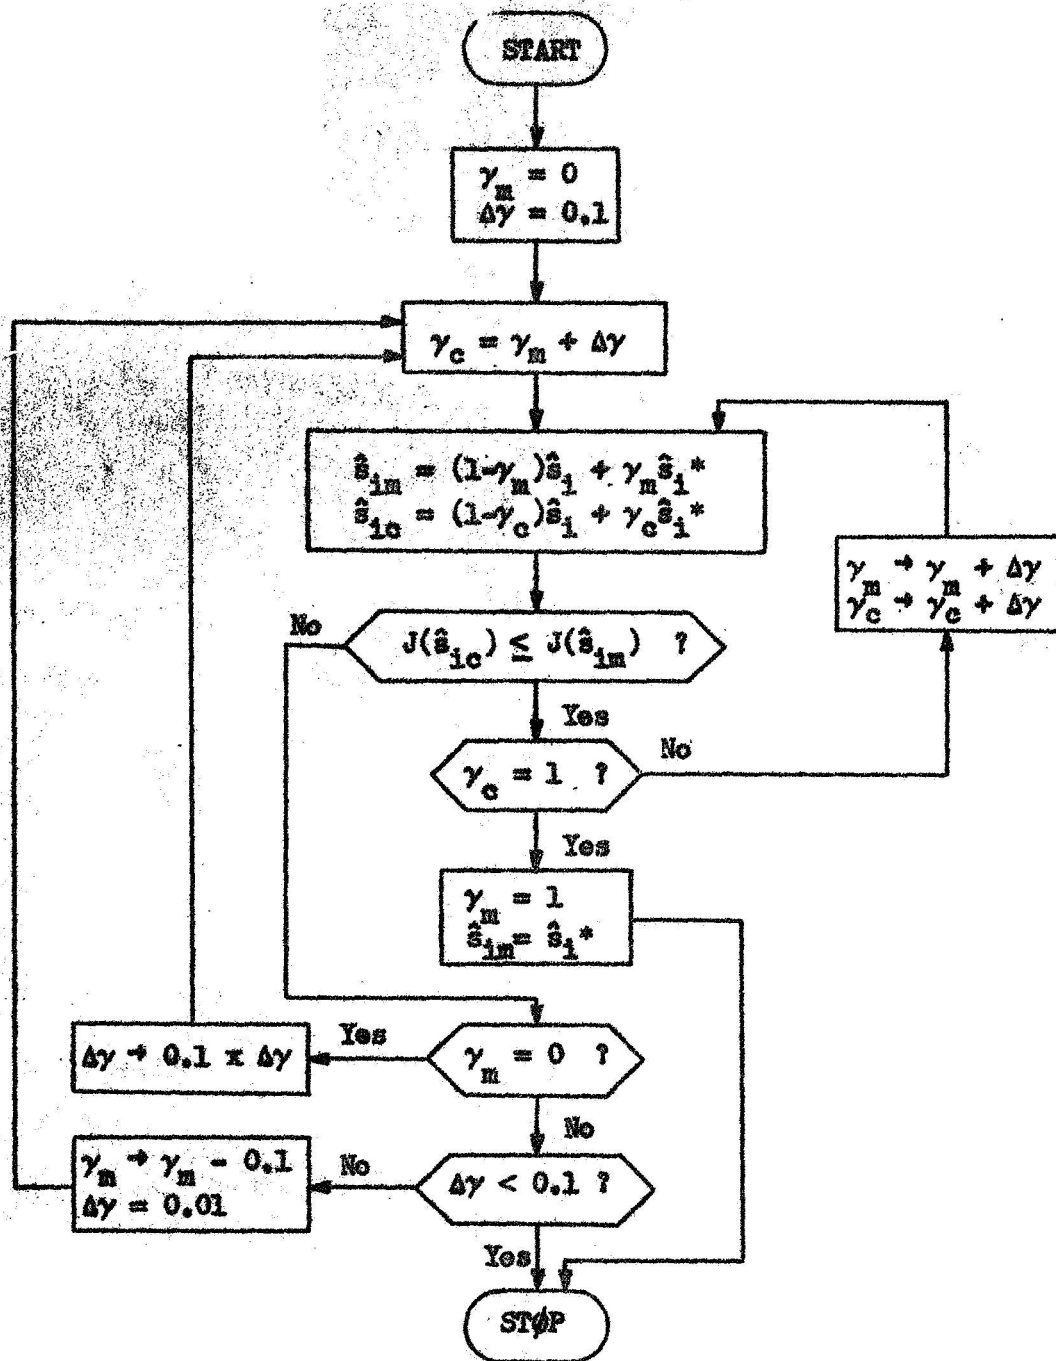 START
γm = 0
Δγ = 0.1
γc = γm + Δγ
ŝim = (1-γm)ŝi + γmŝi*
ŝic = (1-γc)ŝi + γcŝi*
γm → γm + Δγ
γc → γc + Δγ
No
J(ŝic) ≤ J(ŝim) ?
Yes
γc = 1 ?
No
Yes
γm = 1
ŝim = ŝi*
Δγ → 0.1 x Δγ
Yes
γm = 0 ?
No
γm → γm - 0.1
Δγ = 0.01
No
Δγ < 0.1 ?
Yes
STØP